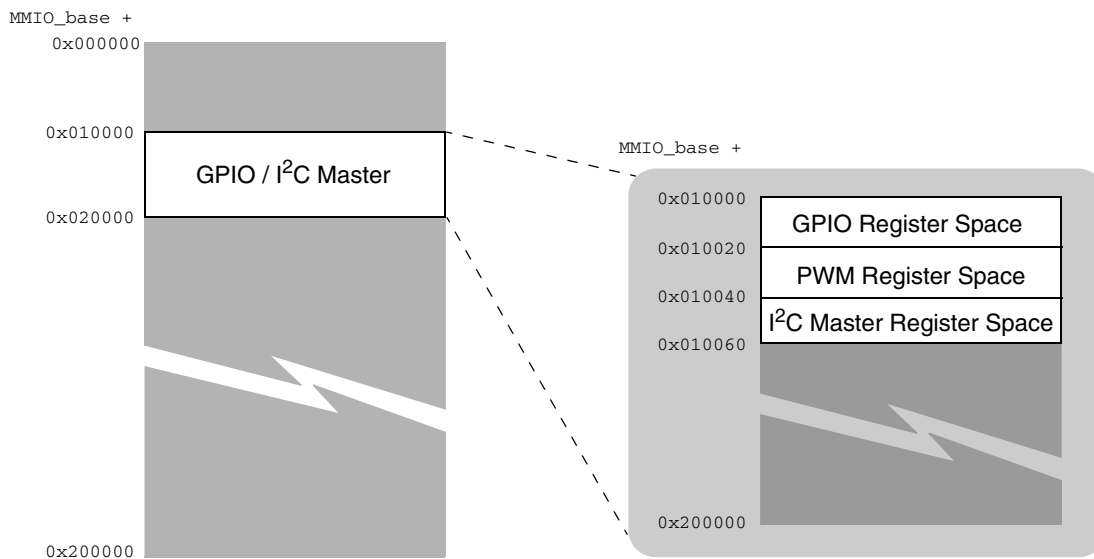 MMIO_base +
0x000000
0x010000
GPIO / I²C Master
0x020000
0x200000
MMIO_base +
0x010000
GPIO Register Space
0x010020
PWM Register Space
0x010040
I²C Master Register Space
0x010060
0x200000